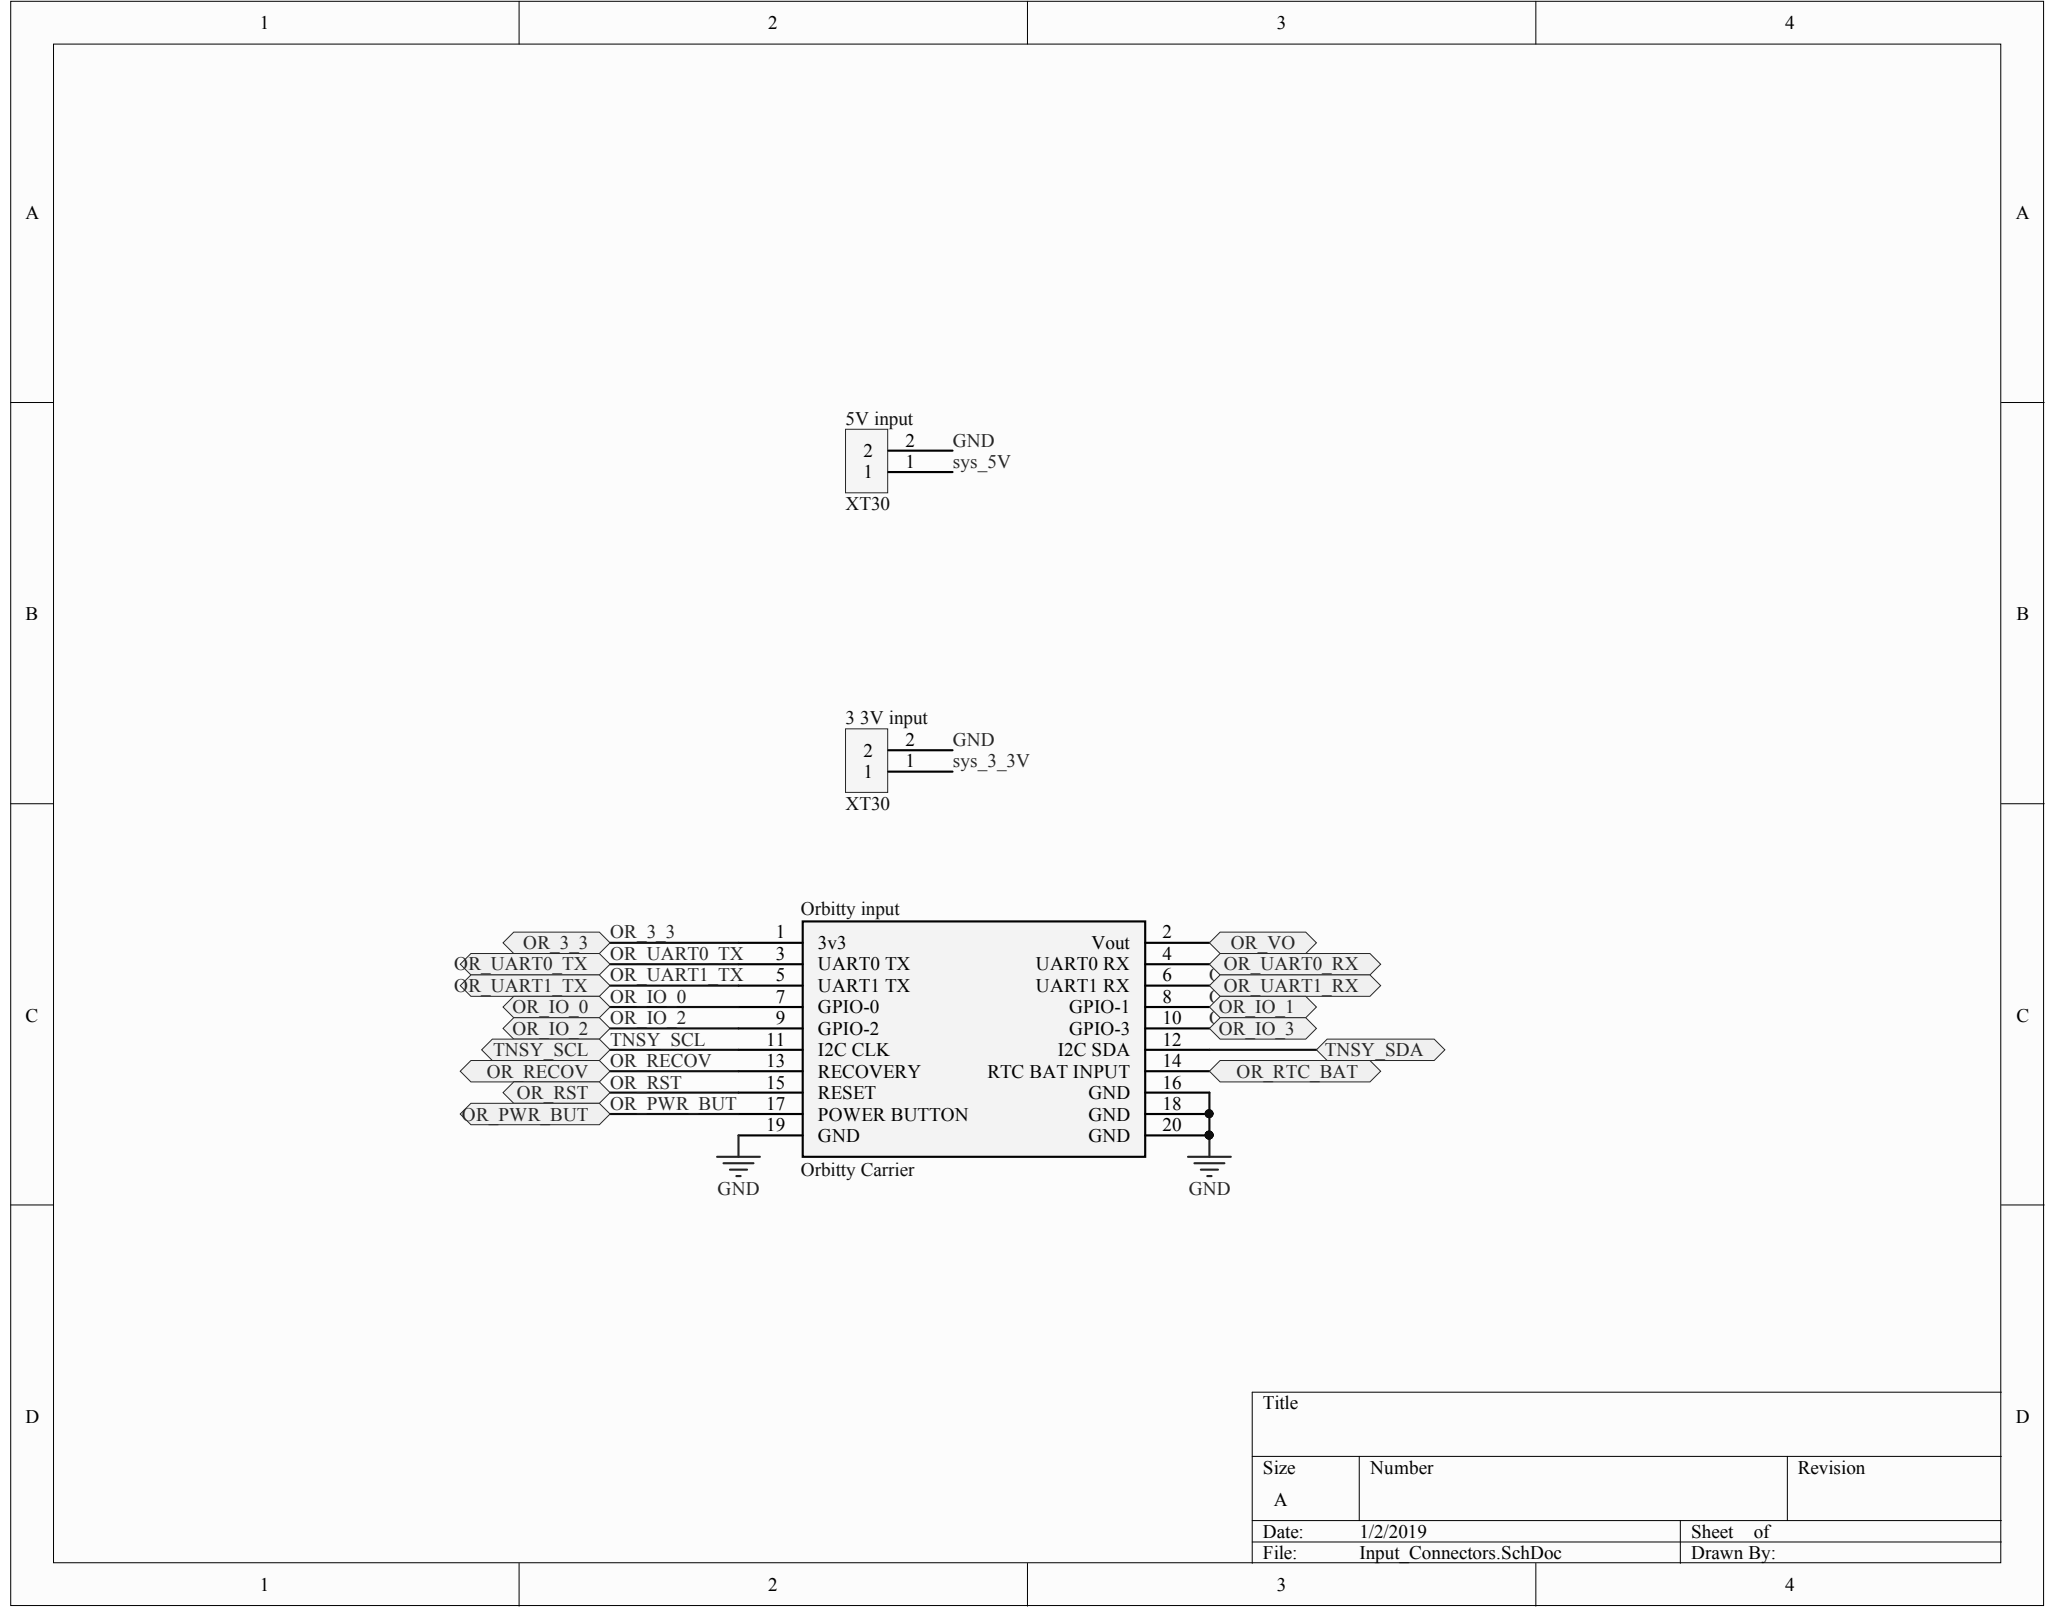 1 2 3 4
A A
5V input
2 2 GND
1 1 sys_5V
XT30
B B
3 3V input
2 2 GND
1 1 sys_3_3V
XT30
Orbitty input
OR_3_3 OR_3_3 1 3v3 Vout 2 OR_VO
OR_UART0_TX OR_UART0_TX 3 UART0 TX UART0 RX 4 OR_UART0_RX
OR_UART1_TX OR_UART1_TX 5 UART1 TX UART1 RX 6 OR_UART1_RX
OR_IO_0 OR_IO_0 7 GPIO-0 GPIO-1 8 OR_IO_1
C C
OR_IO_2 OR_IO_2 9 GPIO-2 GPIO-3 10 OR_IO_3
TNSY_SCL TNSY_SCL 11 I2C CLK I2C SDA 12 TNSY_SDA
OR_RECOV OR_RECOV 13 RECOVERY RTC BAT INPUT 14 OR_RTC_BAT
OR_RST OR_RST 15 RESET GND 16
OR_PWR_BUT OR_PWR_BUT 17 POWER BUTTON GND 18
19 GND GND 20
Orbitty Carrier
GND GND
Title
D D
Size Number Revision
A
Date: 1/2/2019 Sheet of
File: Input_Connectors.SchDoc Drawn By:
1 2 3 4